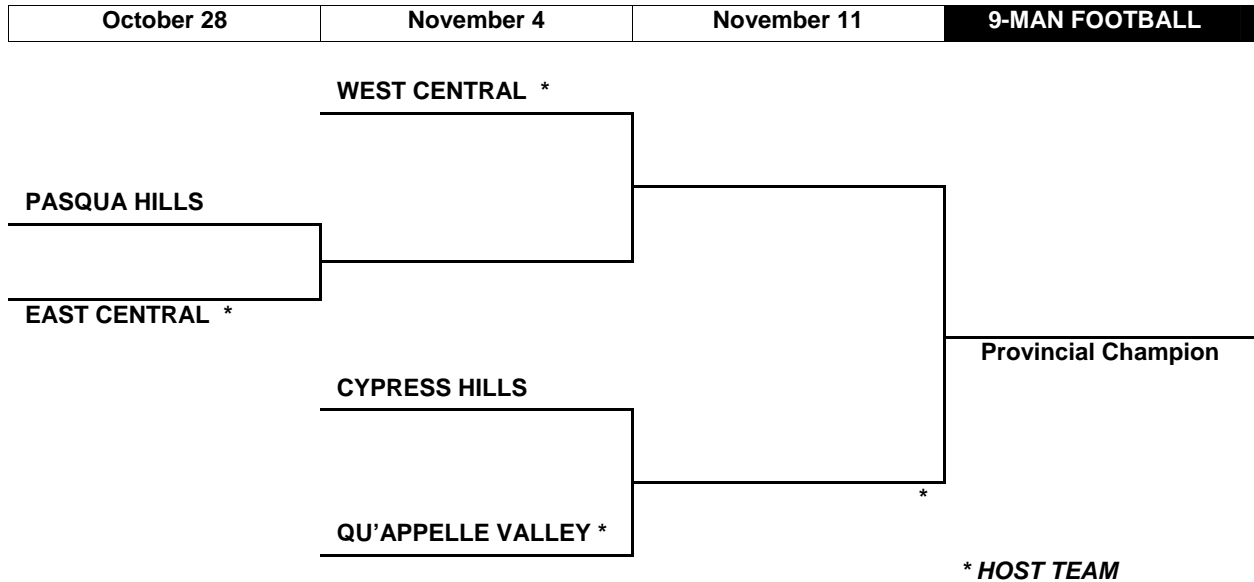 October 28 November 4 November 11 9-MAN FOOTBALL
WEST CENTRAL *
PASQUA HILLS
EAST CENTRAL *
Provincial Champion
CYPRESS HILLS
*
QU’APPELLE VALLEY *
* HOST TEAM